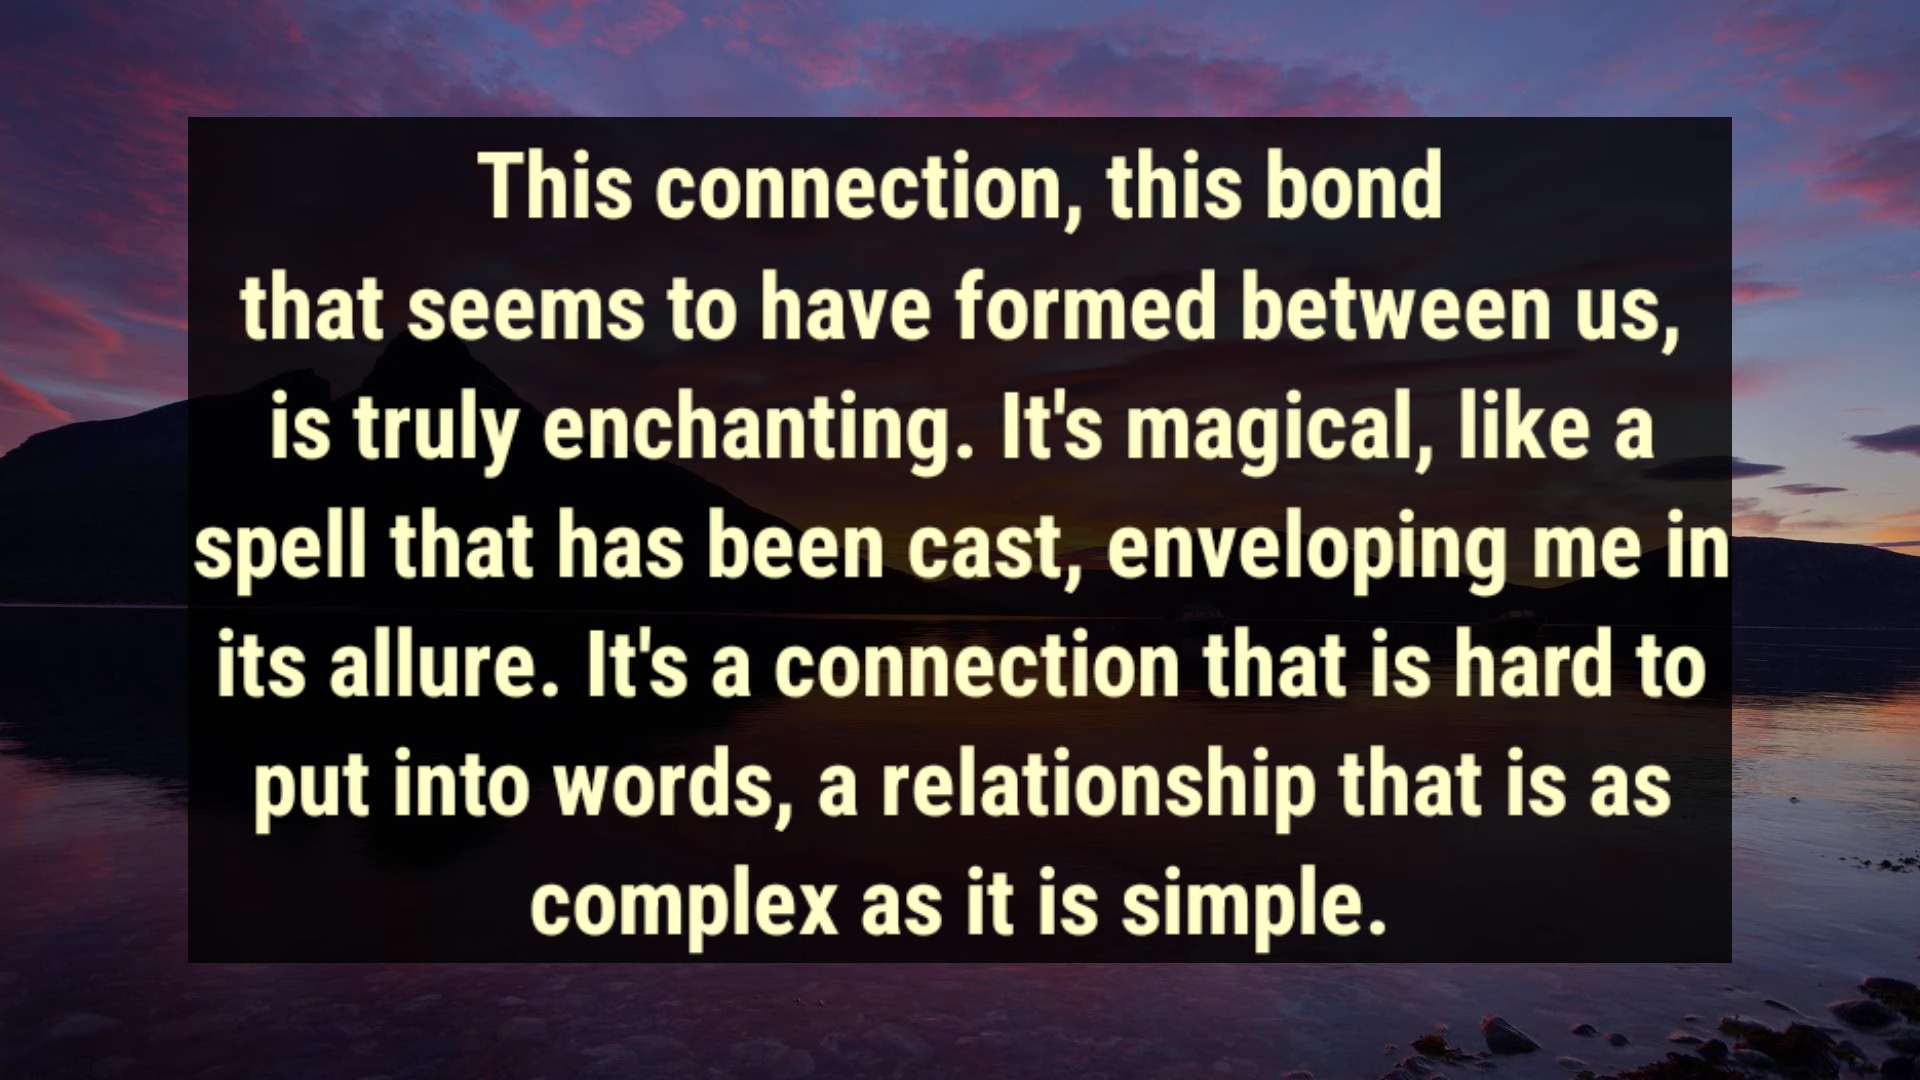 This connection, this bond
that seems to have formed between us,
is truly enchanting. It's magical, like a
spell that has been cast, enveloping me in
its allure. It's a connection that is hard to
put into words, a relationship that is as
complex as it is simple.